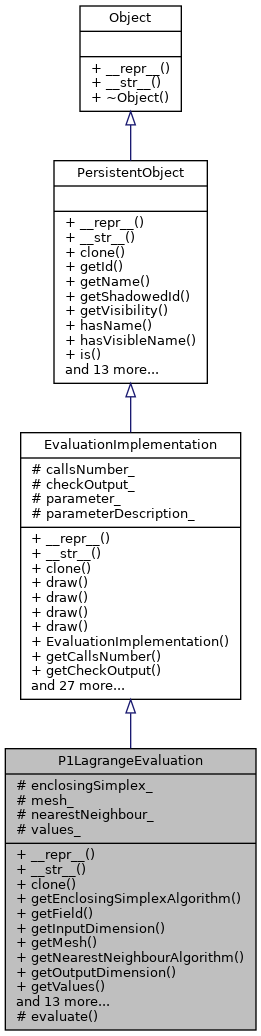 Object
+ __repr__()
+ __str__()
+ ~Object()
PersistentObject
+ __repr__()
+ __str__()
+ clone()
+ getId()
+ getName()
+ getShadowedId()
+ getVisibility()
+ hasName()
+ hasVisibleName()
+ is()
and 13 more...
EvaluationImplementation
# callsNumber_
# checkOutput_
# parameter_
# parameterDescription_
+ __repr__()
+ __str__()
+ clone()
+ draw()
+ draw()
+ draw()
+ draw()
+ EvaluationImplementation()
+ getCallsNumber()
+ getCheckOutput()
and 27 more...
P1LagrangeEvaluation
# enclosingSimplex_
# mesh_
# nearestNeighbour_
# values_
+ __repr__()
+ __str__()
+ clone()
+ getEnclosingSimplexAlgorithm()
+ getField()
+ getInputDimension()
+ getMesh()
+ getNearestNeighbourAlgorithm()
+ getOutputDimension()
+ getValues()
and 13 more...
# evaluate()